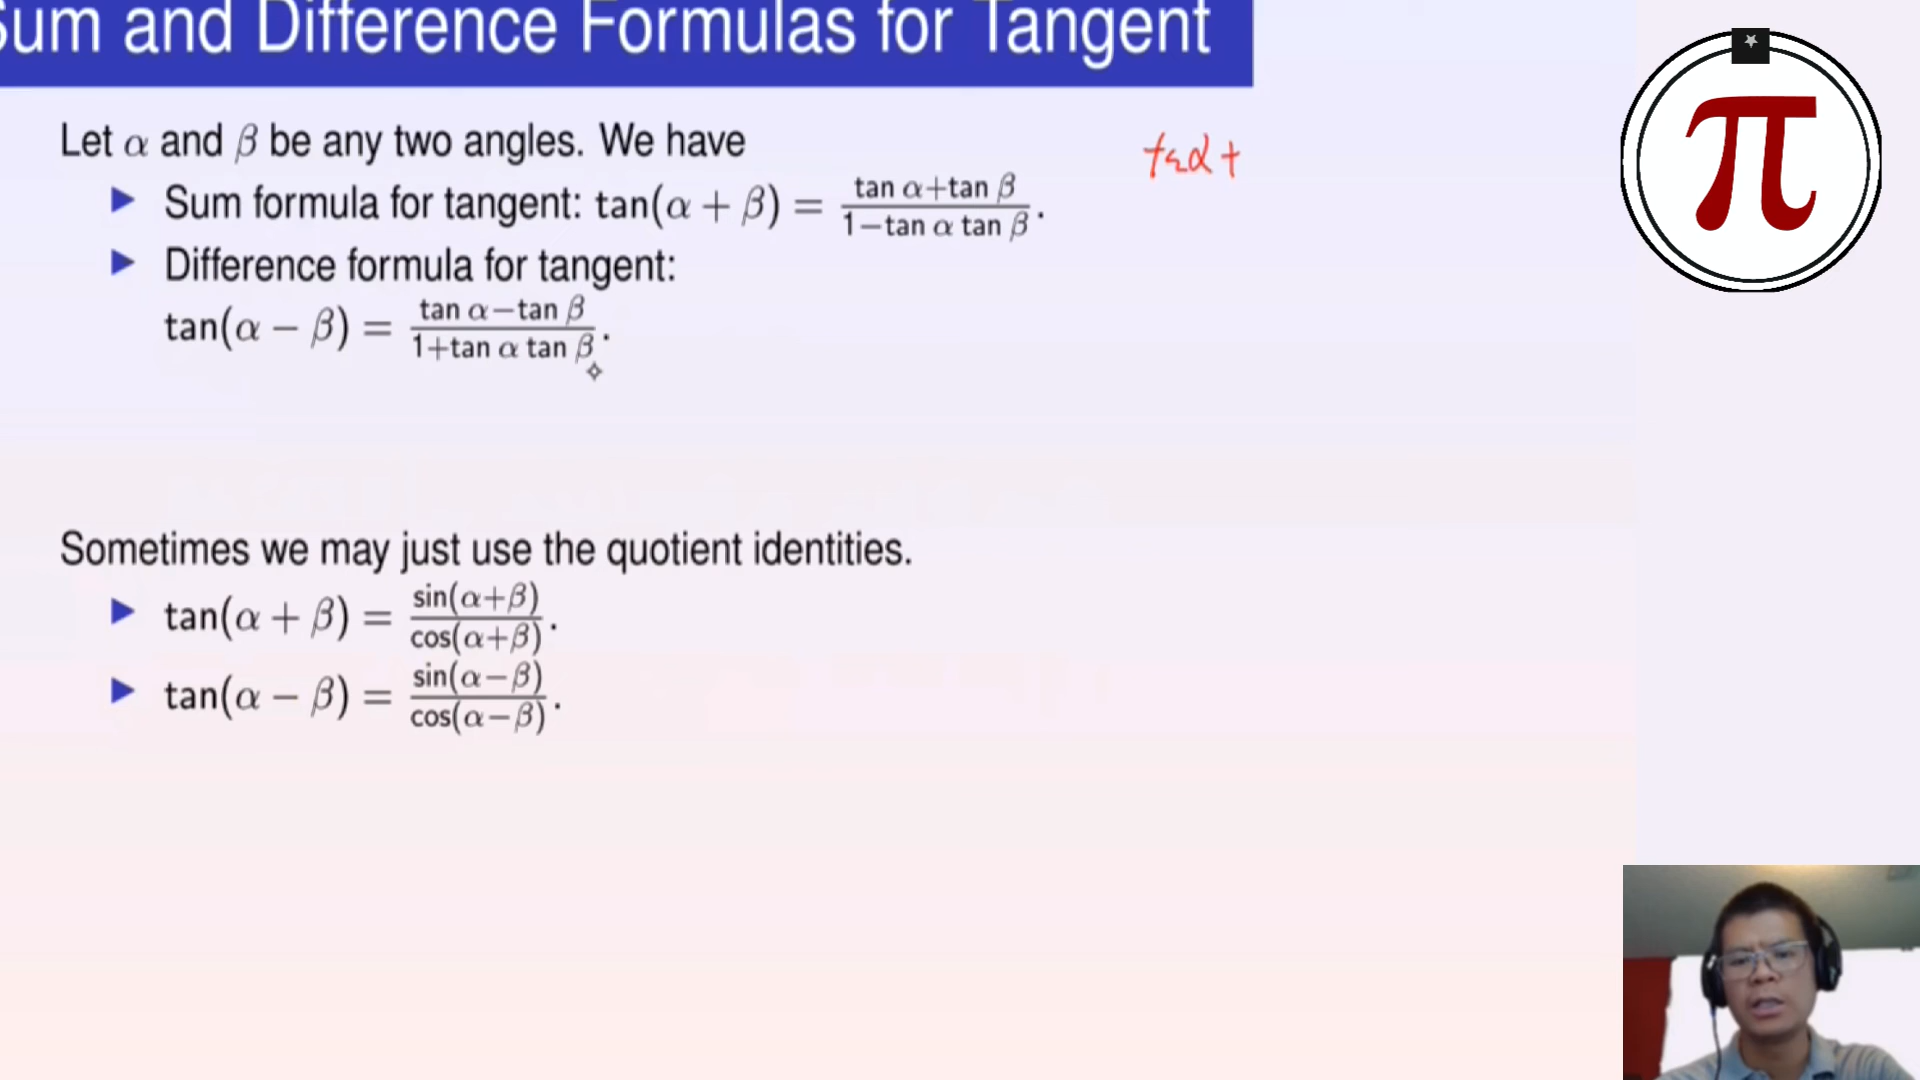 Sum and Difference Formulas for Tangent
Let α and β be any two angles. We have
tanα +
▶ Sum formula for tangent: tan(α + β) = (tan α+tan β)/(1−tan α tan β).
▶ Difference formula for tangent:
tan(α − β) = (tan α−tan β)/(1+tan α tan β).
Sometimes we may just use the quotient identities.
▶ tan(α + β) = sin(α+β)/cos(α+β).
▶ tan(α − β) = sin(α−β)/cos(α−β).
π